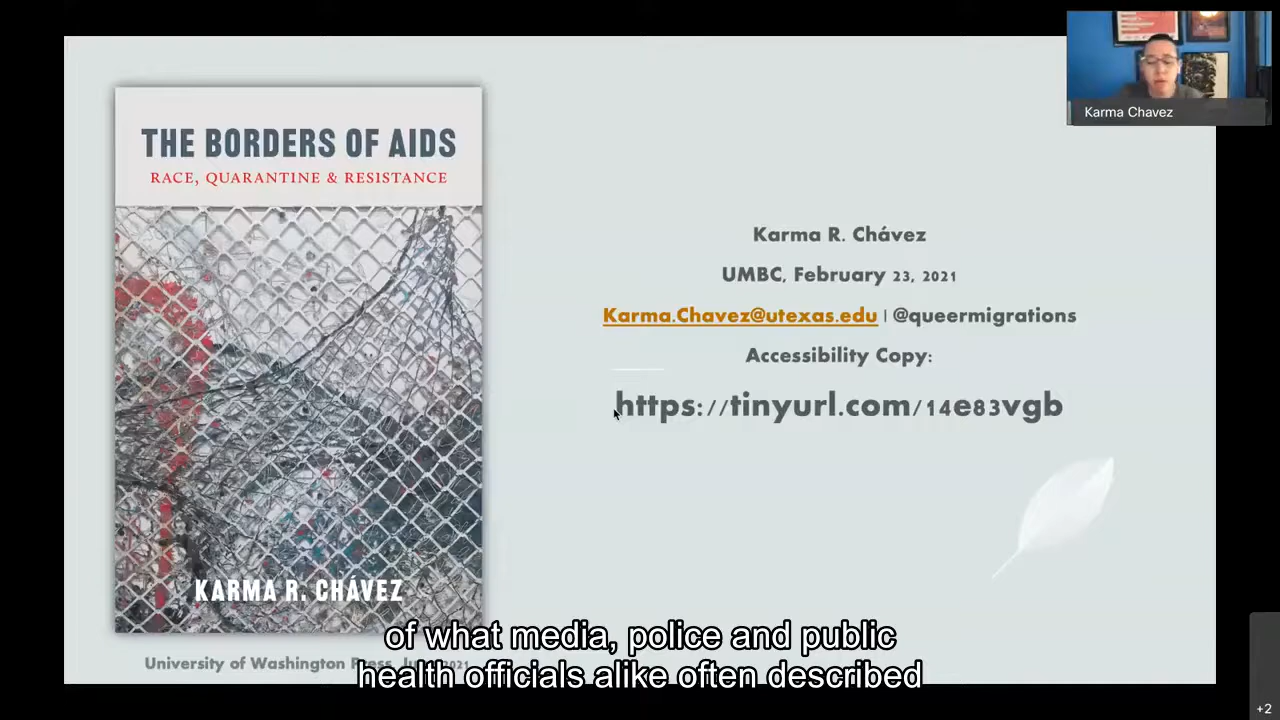 THE BORDERS OF AIDS
RACE, QUARANTINE & RESISTANCE
KARMA R. CHÁVEZ
Karma R. Chávez
UMBC, February 23, 2021
Karma.Chavez@utexas.edu | @queermigrations
Accessibility Copy:
https://tinyurl.com/14e83vgb
Karma Chavez
University of Washington 2021
of what media, police and public
health officials alike often described
+2